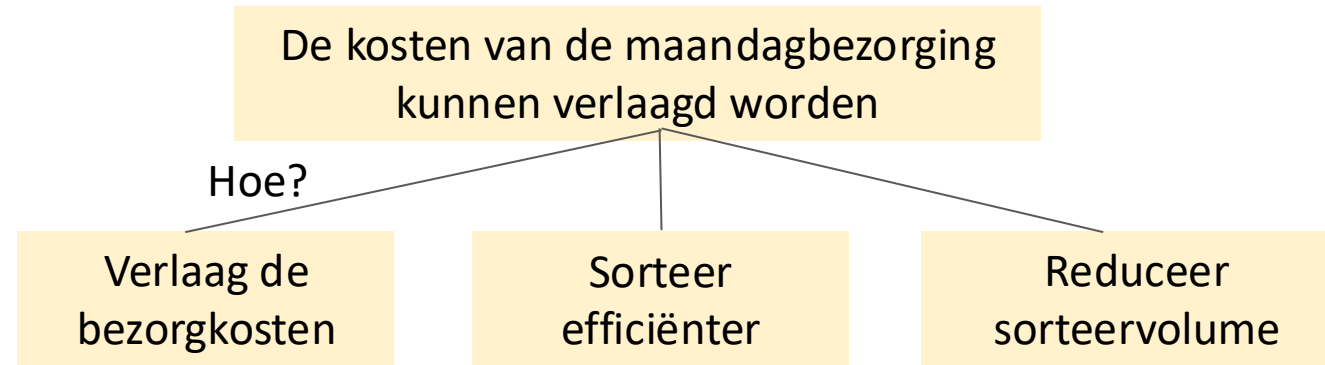 De kosten van de maandagbezorging
kunnen verlaagd worden
Hoe?
Verlaag de
bezorgkosten
Sorteer
efficiënter
Reduceer
sorteervolume